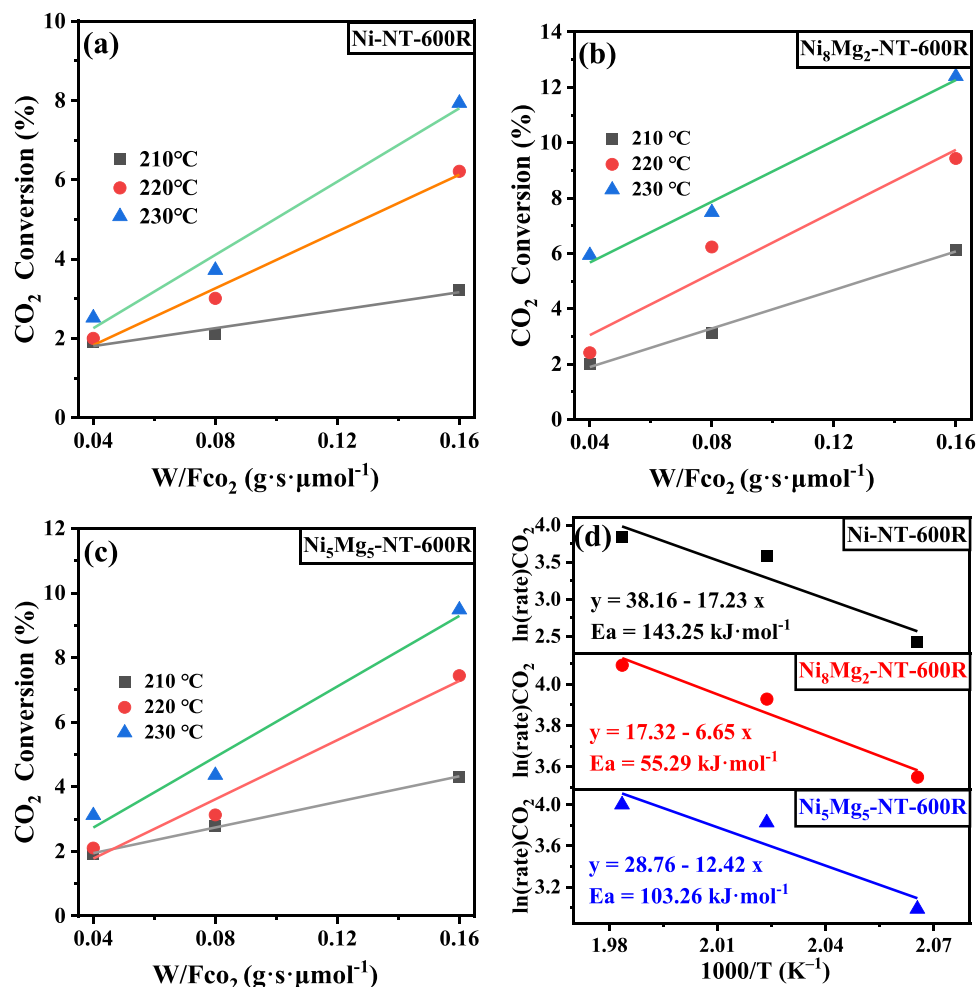 (a)
Ni-NT-600R
210℃
220℃
230℃
CO₂ Conversion (%)
10
8
6
4
2
0
0.04 0.08 0.12 0.16
W/Fco₂ (g·s·μmol⁻¹)
(b)
Ni₈Mg₂-NT-600R
210 ℃
220 ℃
230 ℃
CO₂ Conversion (%)
14
12
10
8
6
4
2
0
0.04 0.08 0.12 0.16
W/Fco₂ (g·s·μmol⁻¹)
(c)
Ni₅Mg₅-NT-600R
210 ℃
220 ℃
230 ℃
CO₂ Conversion (%)
12
10
8
6
4
2
0
0.04 0.08 0.12 0.16
W/Fco₂ (g·s·μmol⁻¹)
(d)
Ni-NT-600R
ln(rate)CO₂
4.0
3.5
3.0
2.5
y = 38.16 - 17.23 x
Ea = 143.25 kJ·mol⁻¹
Ni₈Mg₂-NT-600R
ln(rate)CO₂
4.0
3.8
3.6
y = 17.32 - 6.65 x
Ea = 55.29 kJ·mol⁻¹
Ni₅Mg₅-NT-600R
ln(rate)CO₂
4.0
3.6
3.2
y = 28.76 - 12.42 x
Ea = 103.26 kJ·mol⁻¹
1.98 2.01 2.04 2.07
1000/T (K⁻¹)